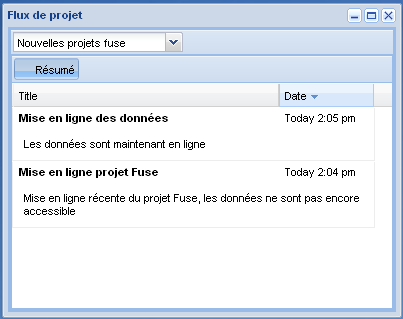 Flux de projet
Nouvelles projets fuse
Résumé
Title Date
Mise en ligne des données Today 2:05 pm
Les données sont maintenant en ligne
Mise en ligne projet Fuse Today 2:04 pm
Mise en ligne récente du projet Fuse, les données ne sont pas encore
accessible